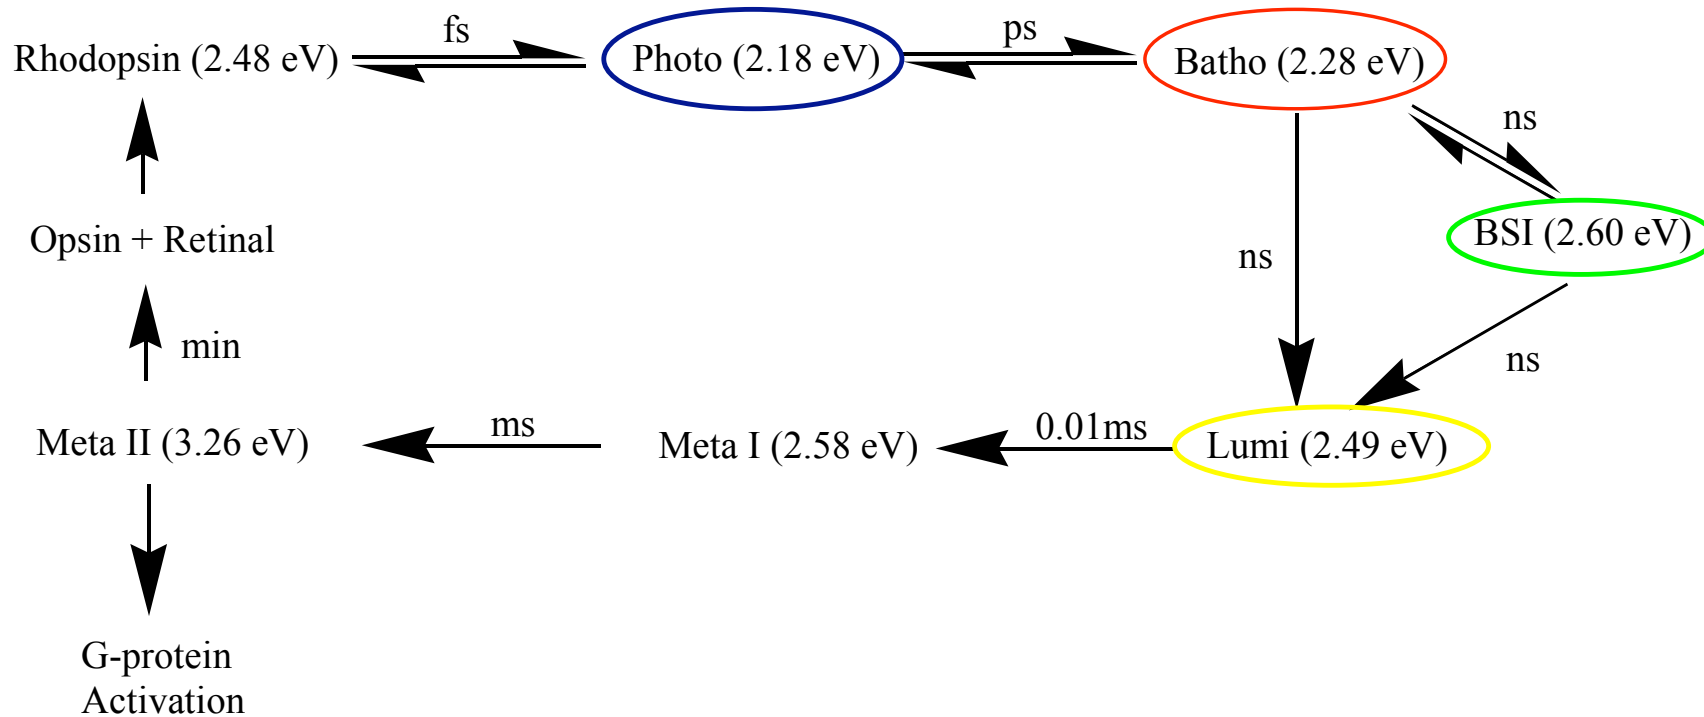 fs
ps
Rhodopsin (2.48 eV)
Photo (2.18 eV)
Batho (2.28 eV)
ns
Opsin + Retinal
ns
BSI (2.60 eV)
min
ns
Meta II (3.26 eV)
ms
Meta I (2.58 eV)
0.01ms
Lumi (2.49 eV)
G-protein
Activation